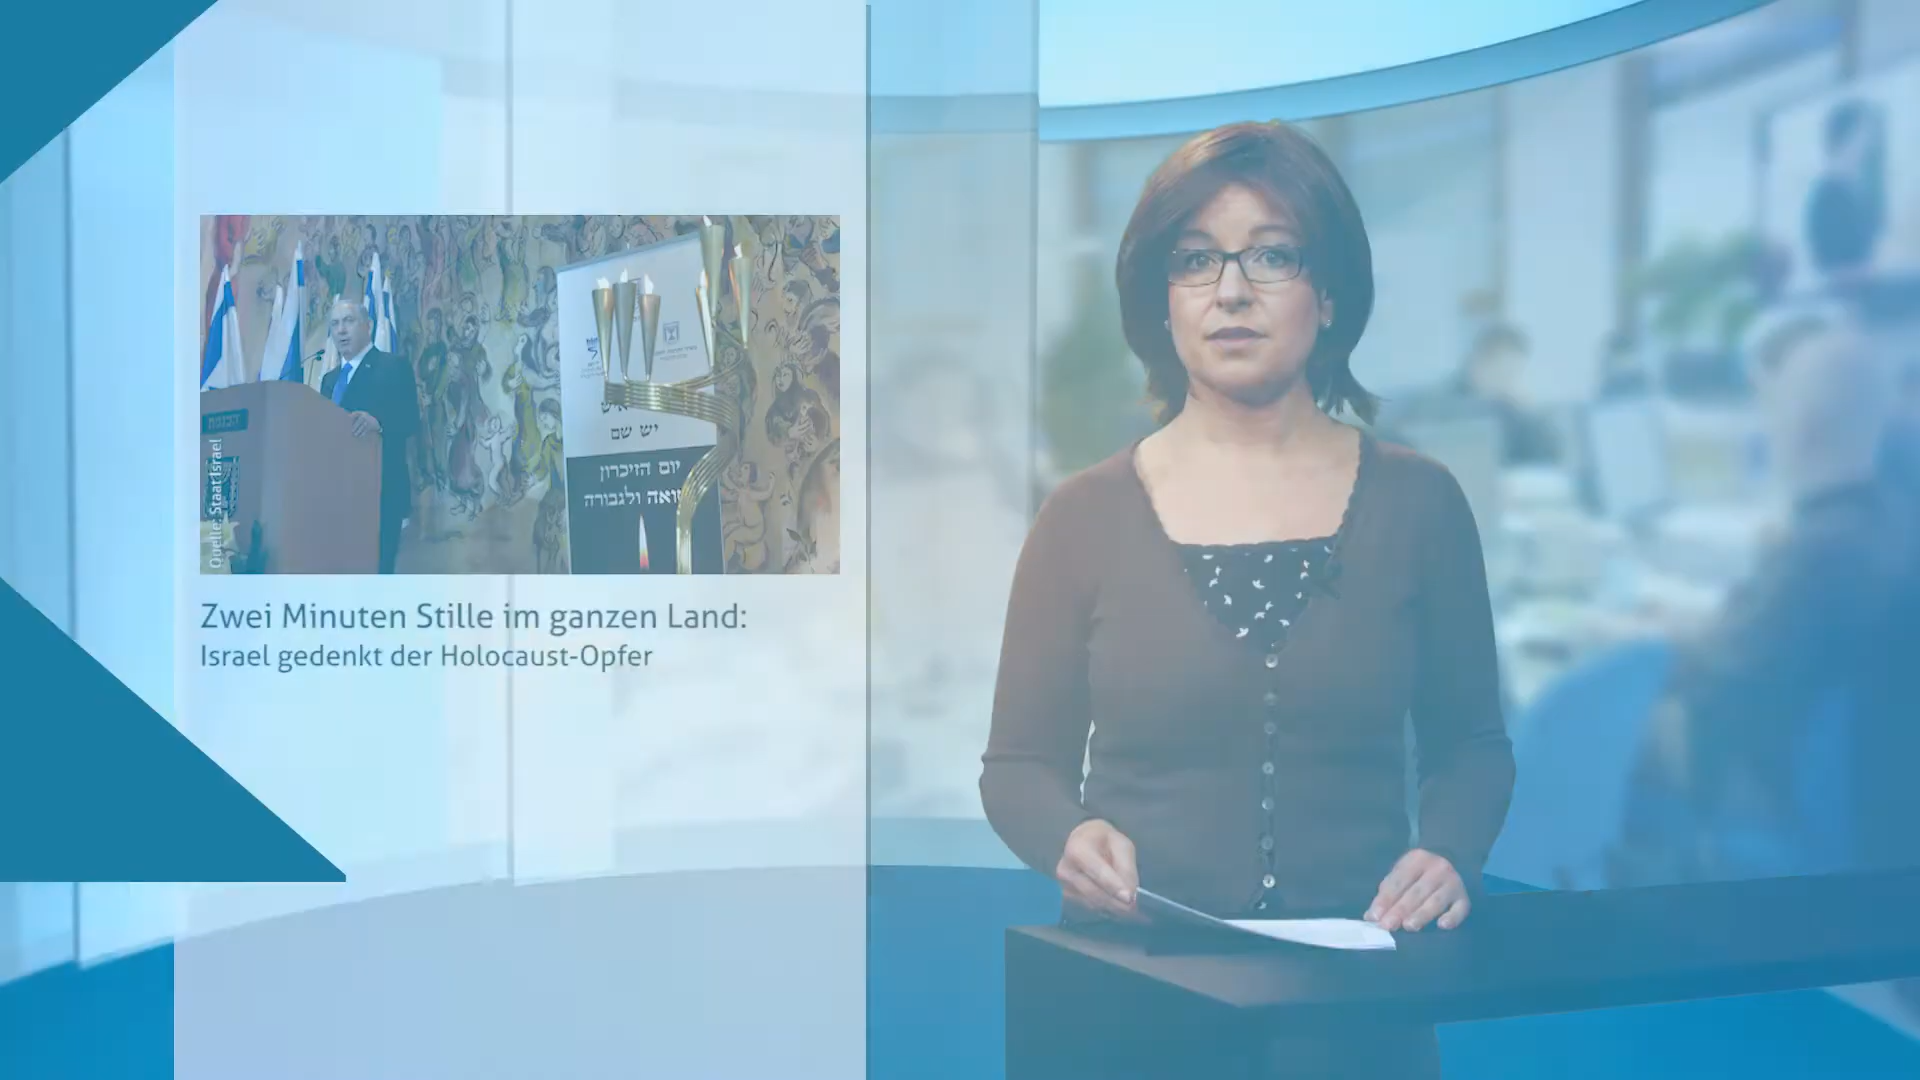 הכנסת
Quelle: Staat Israel
יש שם
יום הזיכרון
ולגבורה
Zwei Minuten Stille im ganzen Land:
Israel gedenkt der Holocaust-Opfer